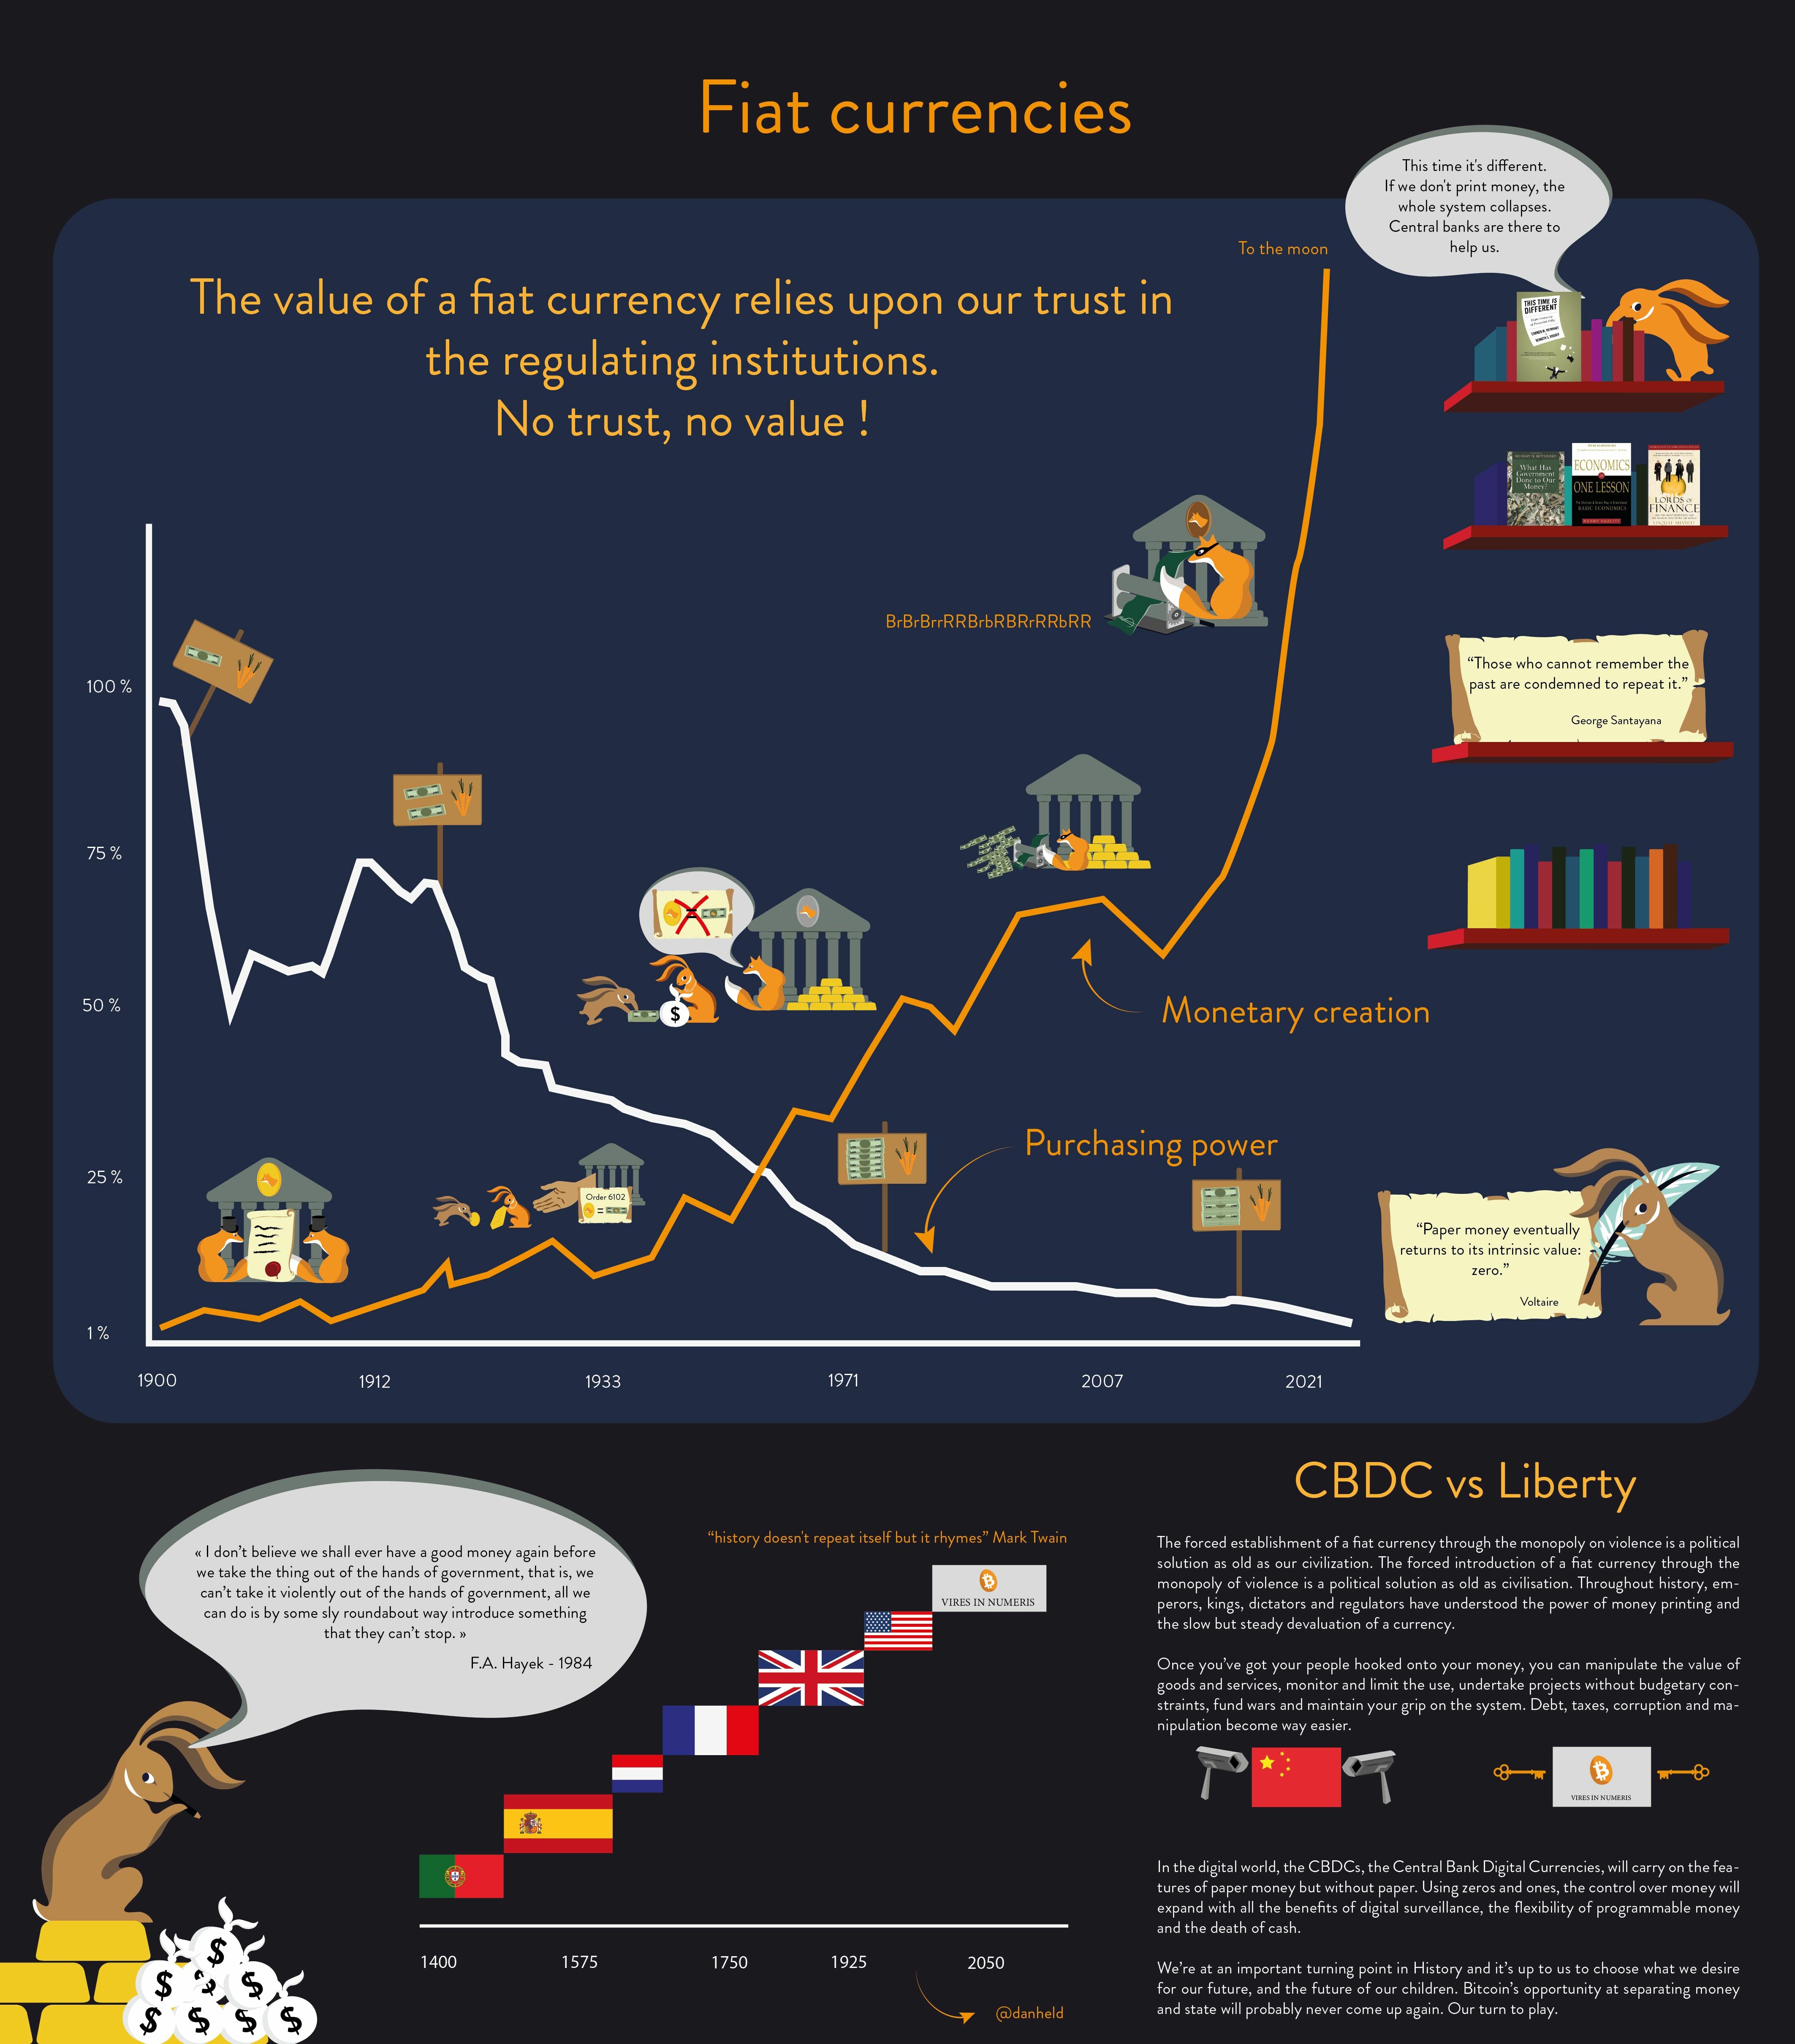 Fiat currencies
This time it's different.
If we don't print money, the
whole system collapses.
Central banks are there to
help us.
To the moon
The value of a fiat currency relies upon our trust in
the regulating institutions.
No trust, no value !
THIS TIME IS
DIFFERENT
What Has
Government
Done to Our
Money?
ECONOMICS
IN
ONE LESSON
BASIC ECONOMICS
HENRY HAZLITT
LORDS OF
FINANCE
BrBrBrrRRBrbRBRrRRbRR
“Those who cannot remember the
past are condemned to repeat it.”
George Santayana
100 %
75 %
50 %
25 %
1 %
$
Monetary creation
Purchasing power
Order 6102
=
“Paper money eventually
returns to its intrinsic value:
zero.”
Voltaire
1900
1912
1933
1971
2007
2021
« I don’t believe we shall ever have a good money again before
we take the thing out of the hands of government, that is, we
can’t take it violently out of the hands of government, all we
can do is by some sly roundabout way introduce something
that they can’t stop. »
F.A. Hayek - 1984
“history doesn't repeat itself but it rhymes” Mark Twain
VIRES IN NUMERIS
1400
1575
1750
1925
2050
@danheld
$
$
$
$
$
$
$
CBDC vs Liberty
The forced establishment of a fiat currency through the monopoly on violence is a political
solution as old as our civilization. The forced introduction of a fiat currency through the
monopoly of violence is a political solution as old as civilisation. Throughout history, em-
perors, kings, dictators and regulators have understood the power of money printing and
the slow but steady devaluation of a currency.
Once you’ve got your people hooked onto your money, you can manipulate the value of
goods and services, monitor and limit the use, undertake projects without budgetary con-
straints, fund wars and maintain your grip on the system. Debt, taxes, corruption and ma-
nipulation become way easier.
VIRES IN NUMERIS
In the digital world, the CBDCs, the Central Bank Digital Currencies, will carry on the fea-
tures of paper money but without paper. Using zeros and ones, the control over money will
expand with all the benefits of digital surveillance, the flexibility of programmable money
and the death of cash.
We’re at an important turning point in History and it’s up to us to choose what we desire
for our future, and the future of our children. Bitcoin’s opportunity at separating money
and state will probably never come up again. Our turn to play.